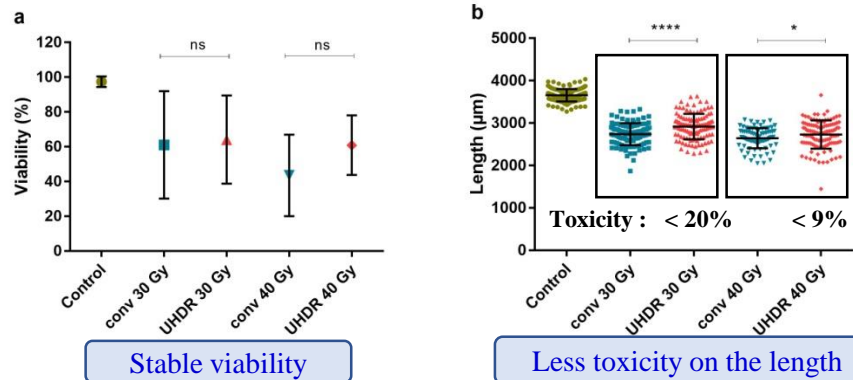 a
ns
ns
120
100
80
60
40
20
0
Viability (%)
Control
conv 30 Gy
UHDR 30 Gy
conv 40 Gy
UHDR 40 Gy
Stable viability
b
****
*
5000
4000
3000
2000
1000
0
Length (µm)
Toxicity : < 20% < 9%
Control
conv 30 Gy
UHDR 30 Gy
conv 40 Gy
UHDR 40 Gy
Less toxicity on the length